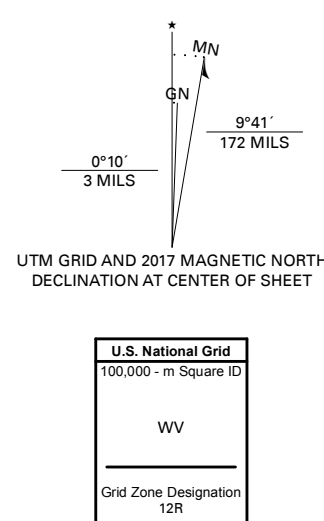 ★
MN
GN
9°41´
172 MILS
0°10´
3 MILS
UTM GRID AND 2017 MAGNETIC NORTH
DECLINATION AT CENTER OF SHEET
U.S. National Grid
100,000 - m Square ID
WV
Grid Zone Designation
12R